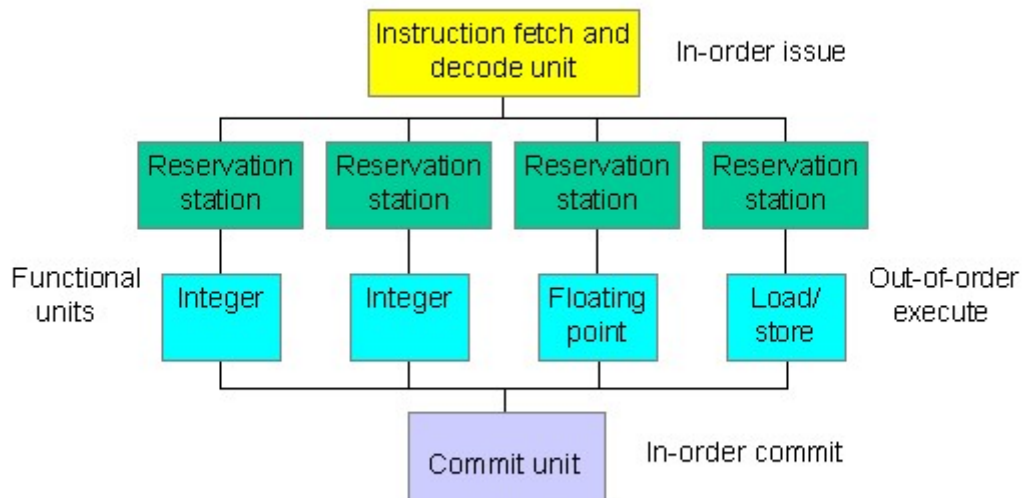 Instruction fetch and
decode unit
In-order issue
Reservation
station
Reservation
station
Reservation
station
Reservation
station
Functional
units
Integer
Integer
Floating
point
Load/
store
Out-of-order
execute
Commit unit
In-order commit